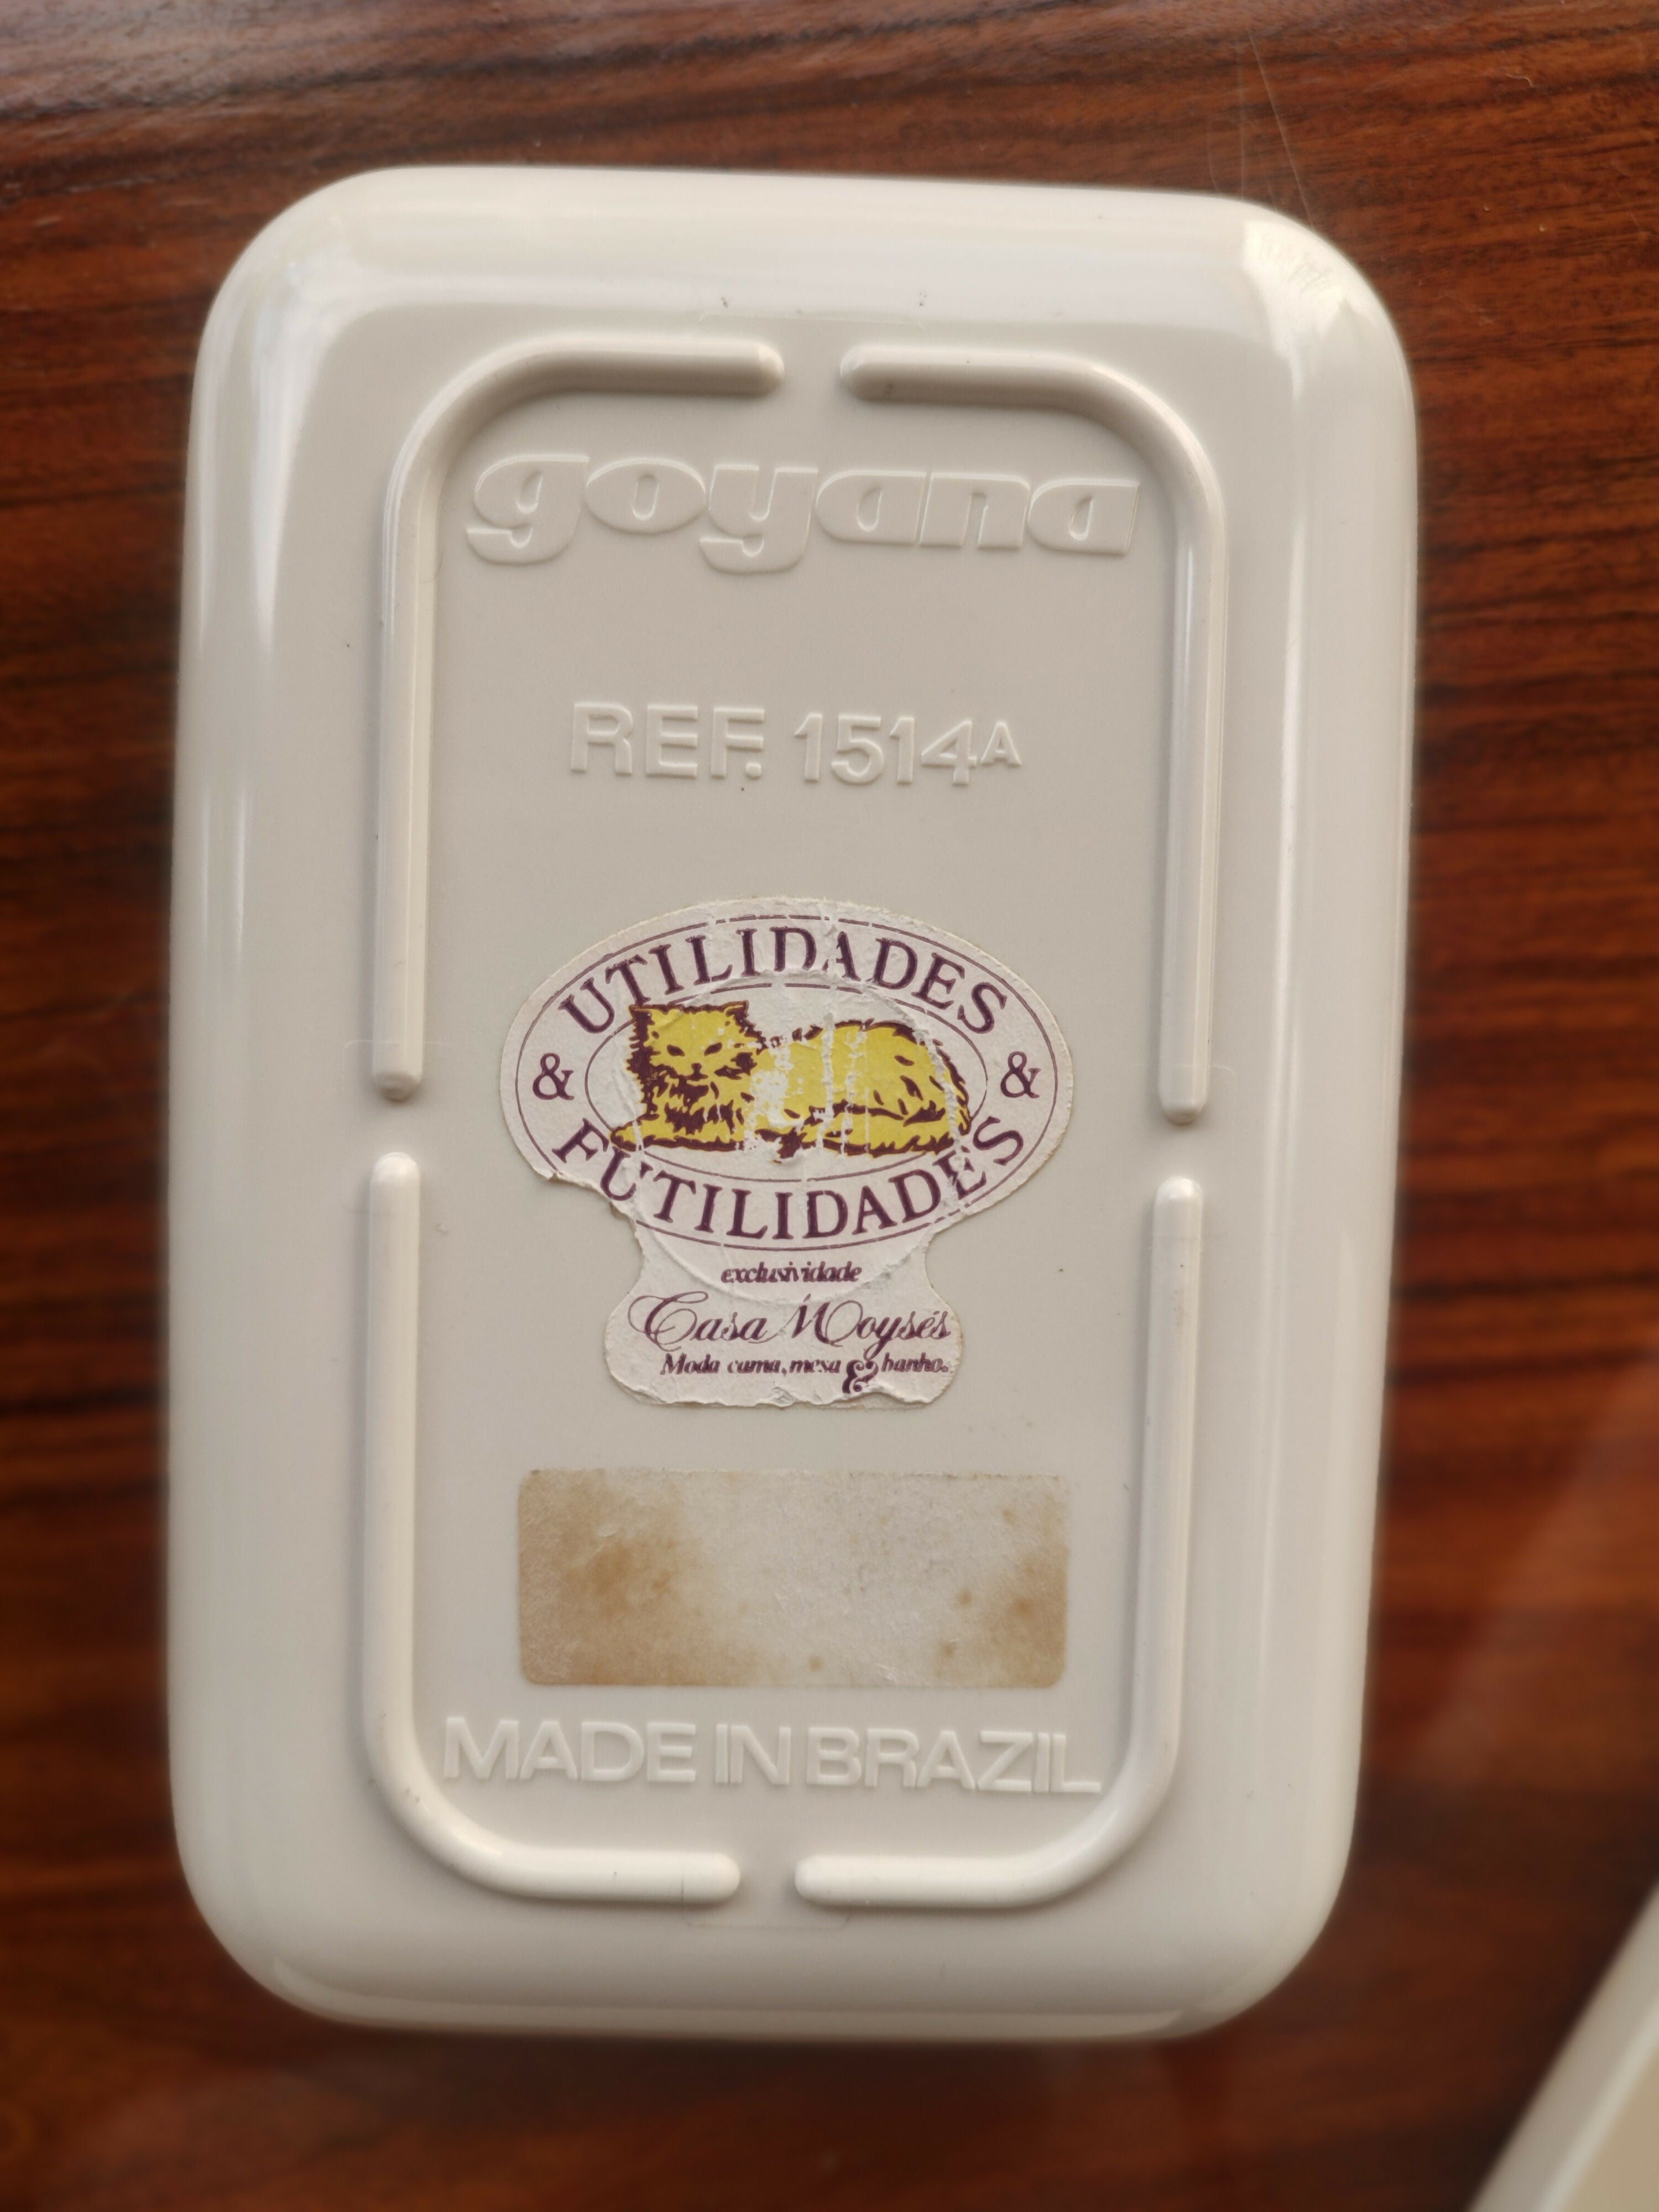 goyana
REF. 1514A
UTILIDADES
& &
FUTILIDADES
exclusividade
Casa Moysés
Moda cama, mesa & banho.
MADE IN BRAZIL